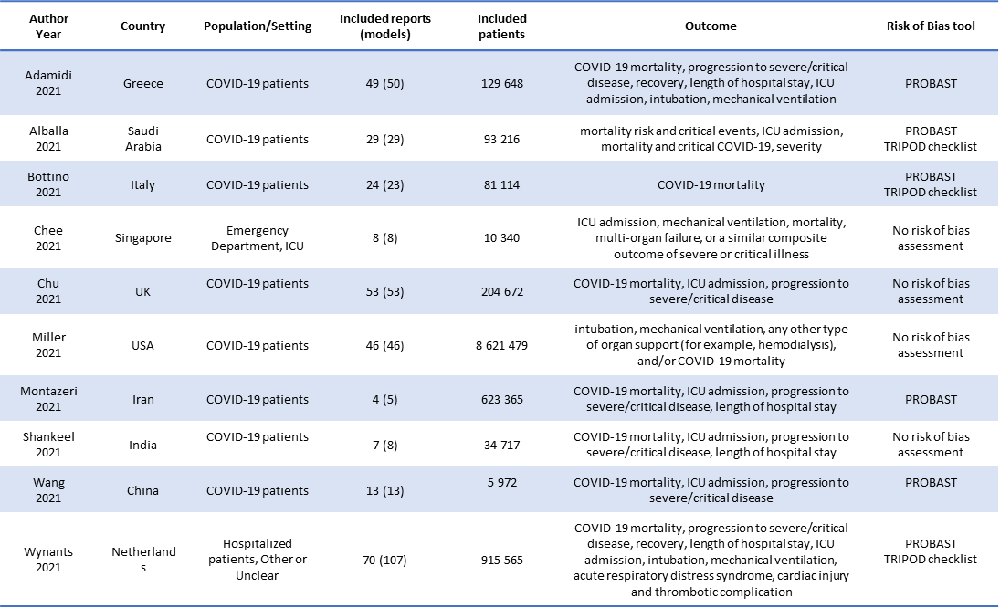 Author Year Country Population/Setting Included reports (models) Included patients Outcome Risk of Bias tool
Adamidi 2021 Greece COVID-19 patients 49 (50) 129 648 COVID-19 mortality, progression to severe/critical disease, recovery, length of hospital stay, ICU admission, intubation, mechanical ventilation PROBAST
Alballa 2021 Saudi Arabia COVID-19 patients 29 (29) 93 216 mortality risk and critical events, ICU admission, mortality and critical COVID-19, severity PROBAST TRIPOD checklist
Bottino 2021 Italy COVID-19 patients 24 (23) 81 114 COVID-19 mortality PROBAST TRIPOD checklist
Chee 2021 Singapore Emergency Department, ICU 8 (8) 10 340 ICU admission, mechanical ventilation, mortality, multi-organ failure, or a similar composite outcome of severe or critical illness No risk of bias assessment
Chu 2021 UK COVID-19 patients 53 (53) 204 672 COVID-19 mortality, ICU admission, progression to severe/critical disease No risk of bias assessment
Miller 2021 USA COVID-19 patients 46 (46) 8 621 479 intubation, mechanical ventilation, any other type of organ support (for example, hemodialysis), and/or COVID-19 mortality No risk of bias assessment
Montazeri 2021 Iran COVID-19 patients 4 (5) 623 365 COVID-19 mortality, ICU admission, progression to severe/critical disease, length of hospital stay PROBAST
Shankeel 2021 India COVID-19 patients 7 (8) 34 717 COVID-19 mortality, ICU admission, progression to severe/critical disease, length of hospital stay No risk of bias assessment
Wang 2021 China COVID-19 patients 13 (13) 5 972 COVID-19 mortality, ICU admission, progression to severe/critical disease PROBAST
Wynants 2021 Netherlands Hospitalized patients, Other or Unclear 70 (107) 915 565 COVID-19 mortality, progression to severe/critical disease, recovery, length of hospital stay, ICU admission, intubation, mechanical ventilation, acute respiratory distress syndrome, cardiac injury and thrombotic complication PROBAST TRIPOD checklist